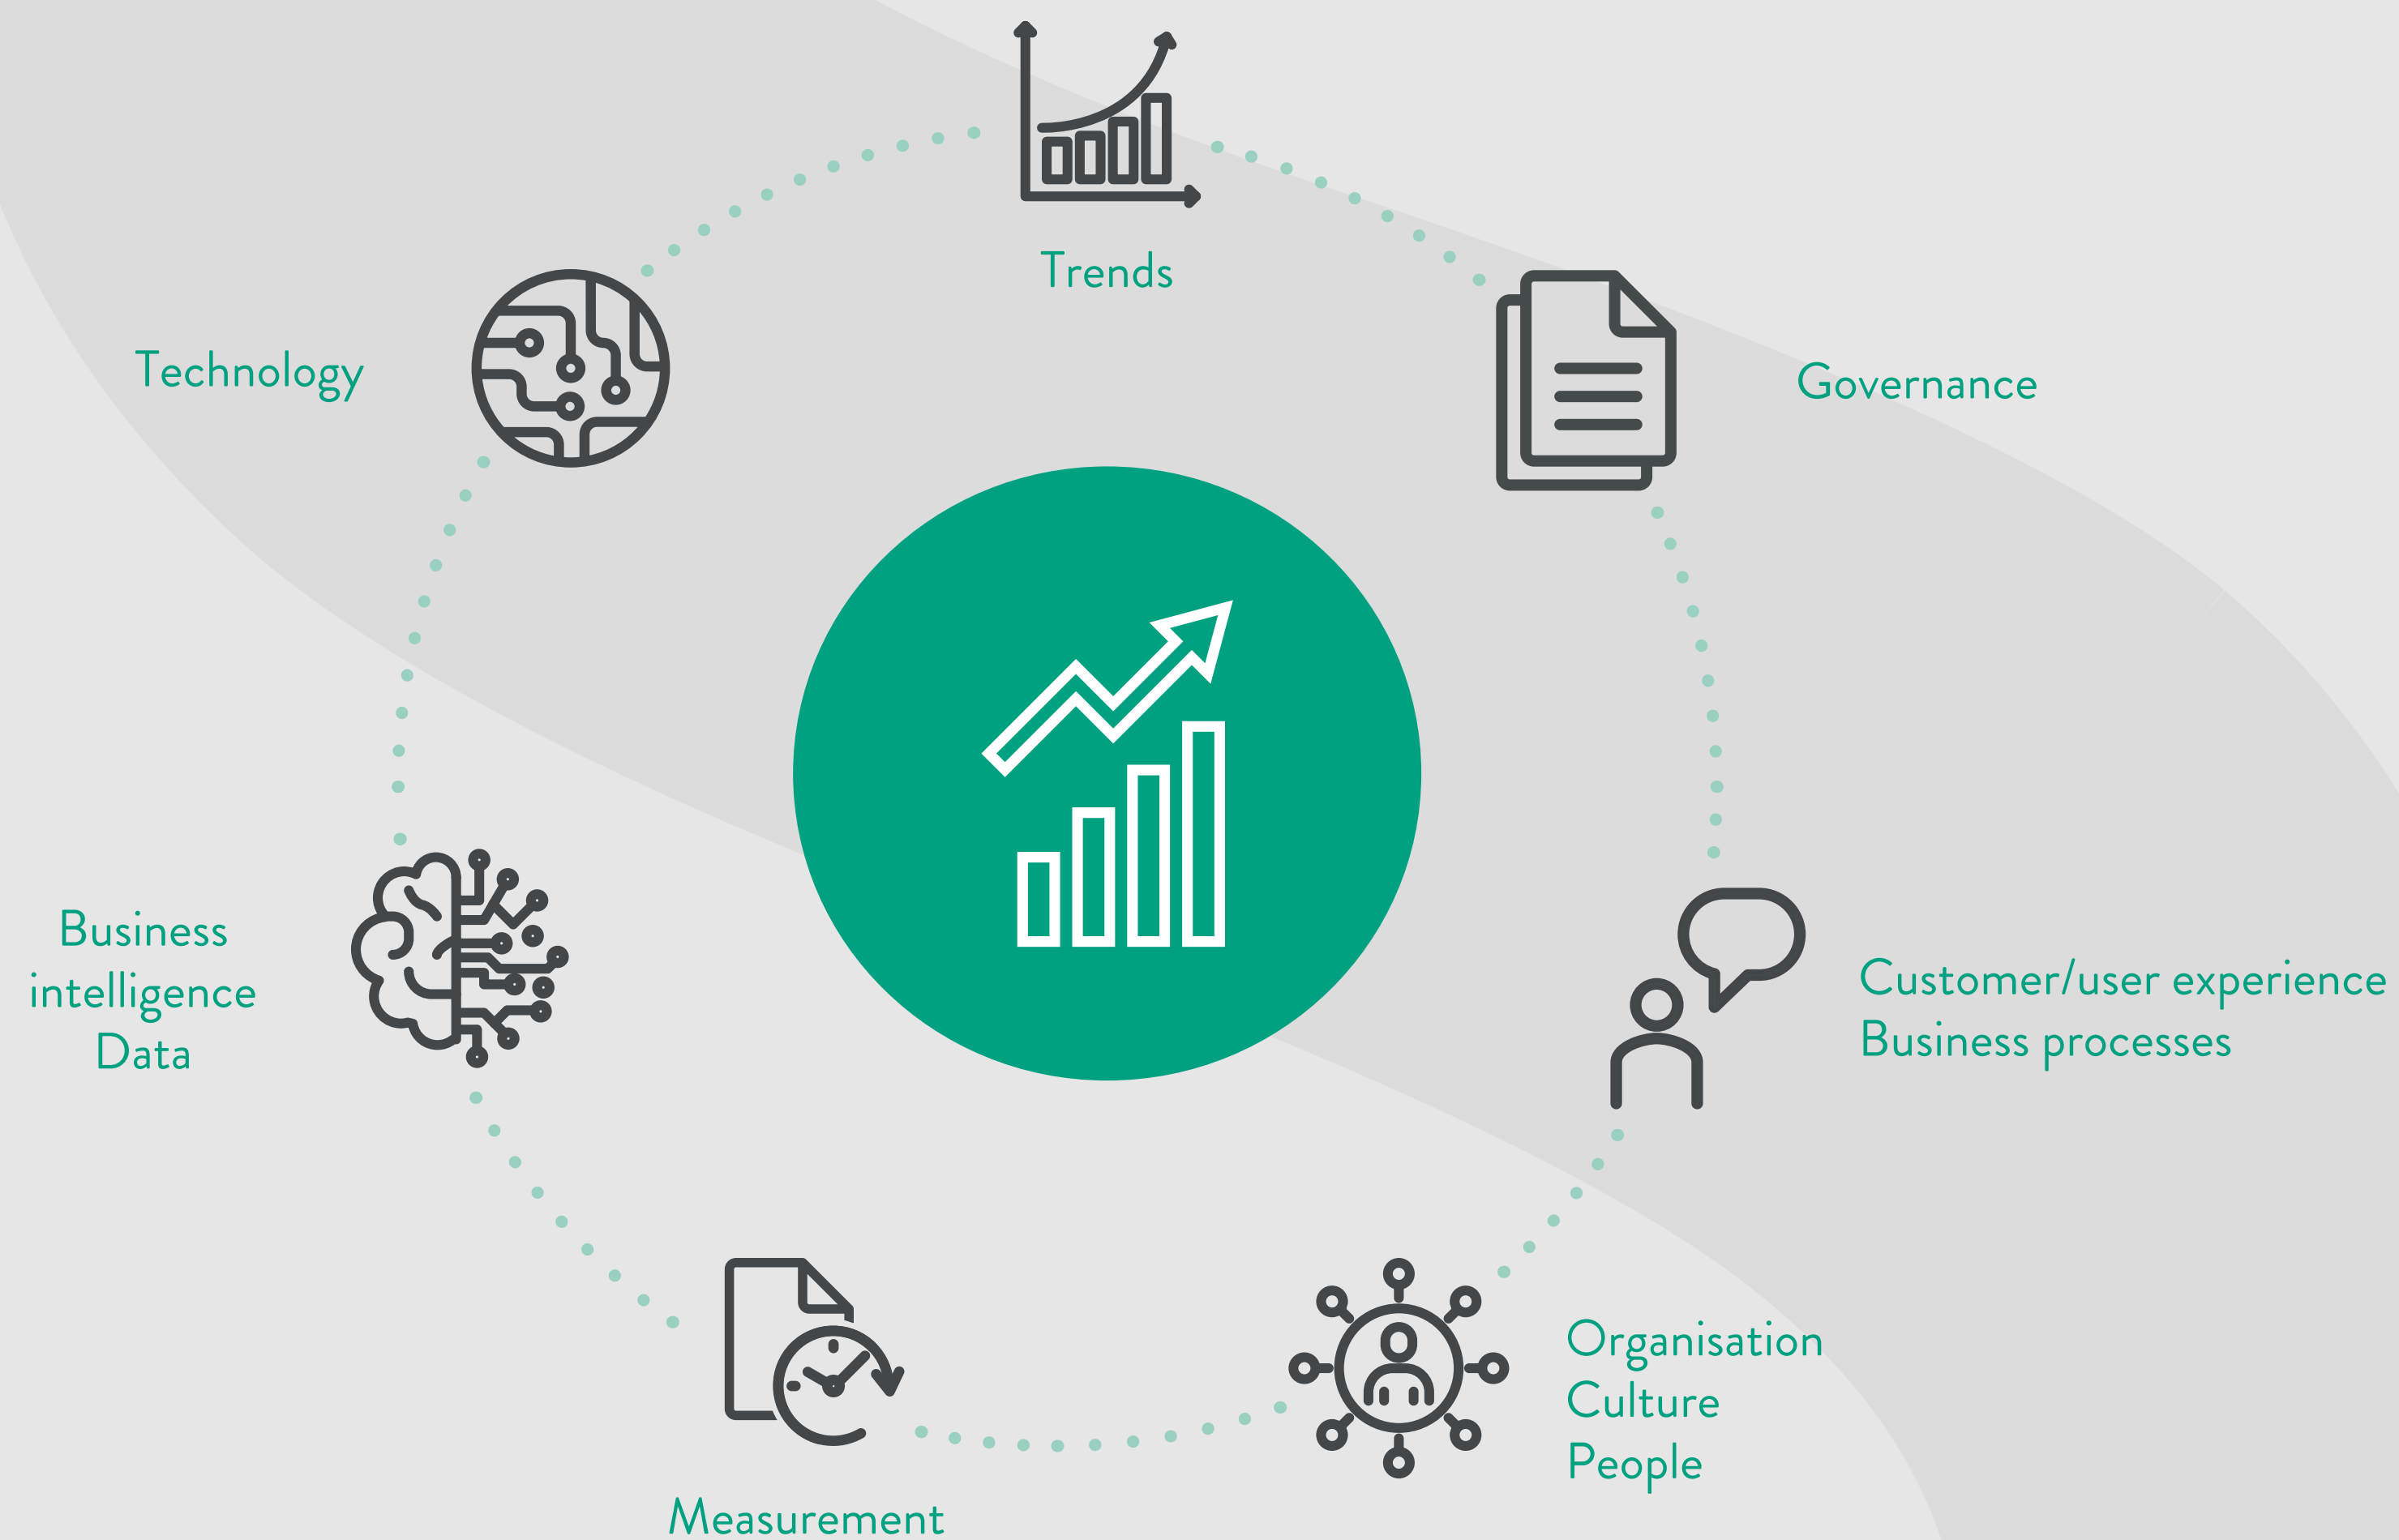 Trends
Technology
Governance
Business
intelligence
Data
Customer/user experience
Business processes
Organisation
Culture
People
Measurement